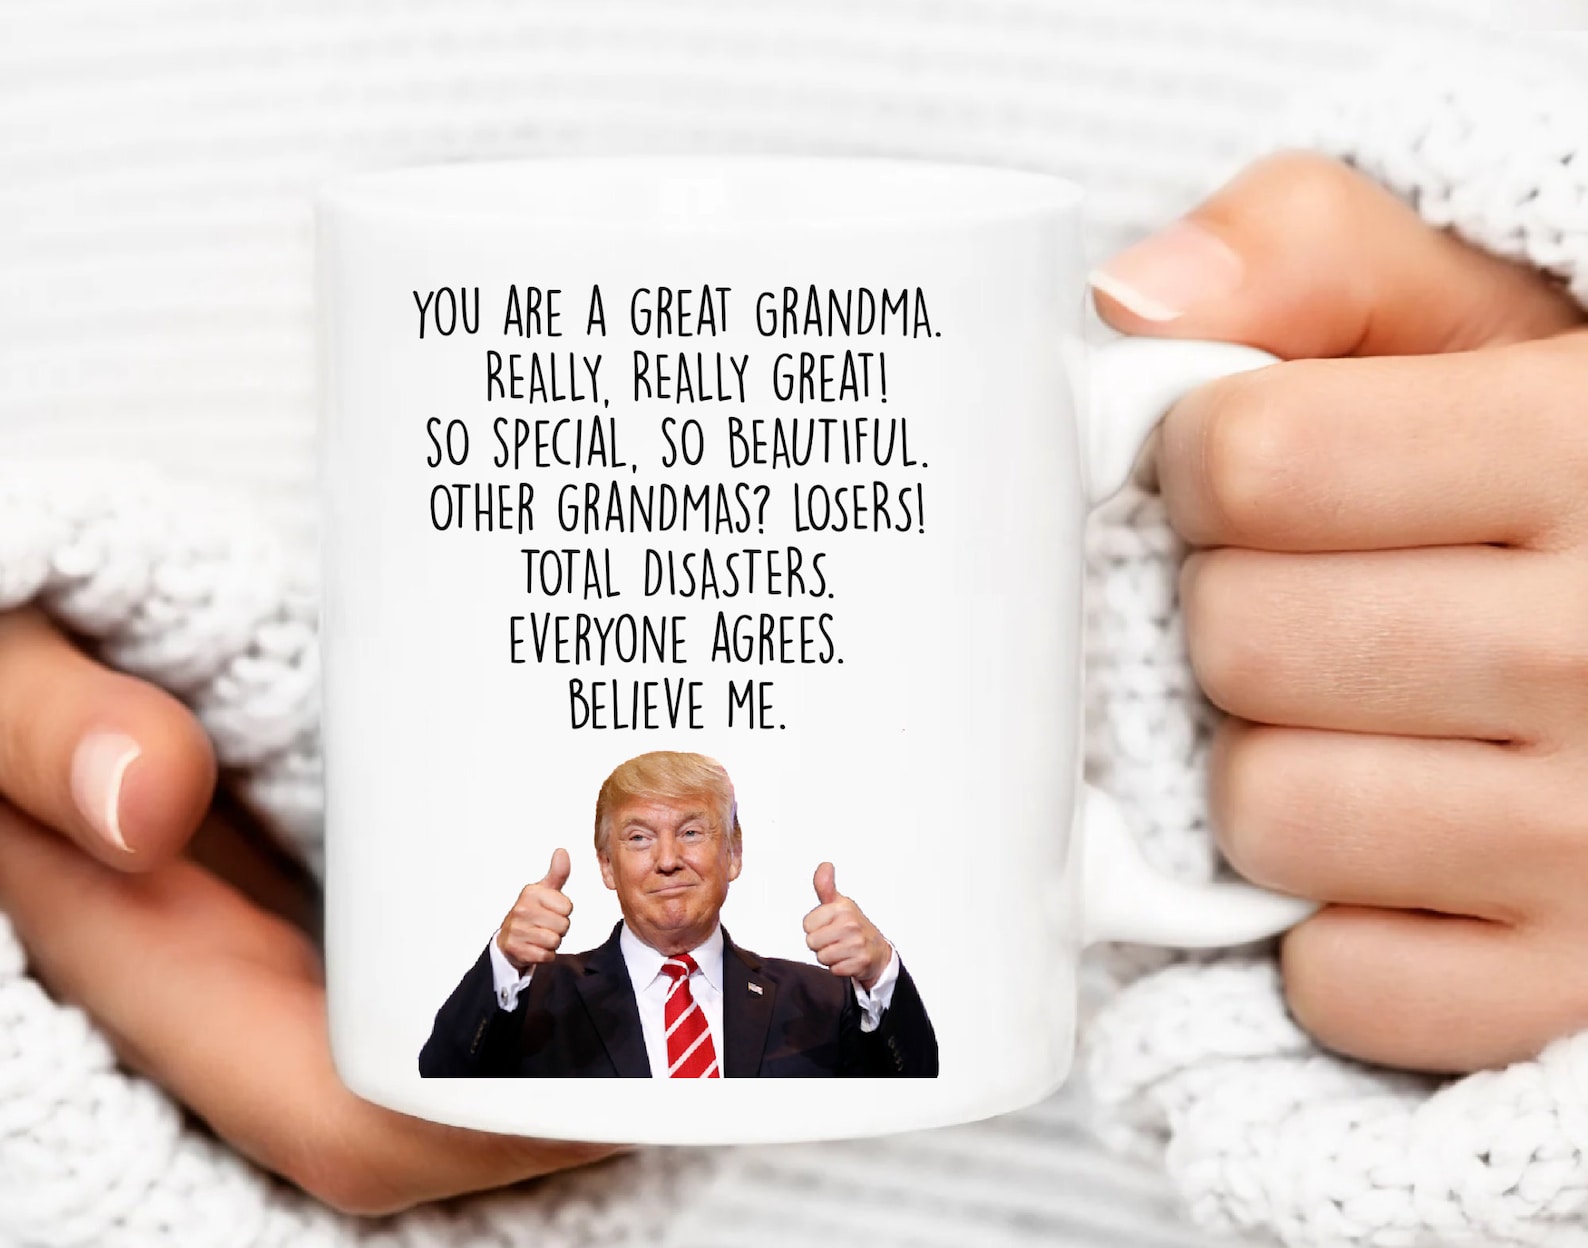 YOU ARE A GREAT GRANDMA.
REALLY, REALLY GREAT!
SO SPECIAL, SO BEAUTIFUL.
OTHER GRANDMAS? LOSERS!
TOTAL DISASTERS.
EVERYONE AGREES.
BELIEVE ME.